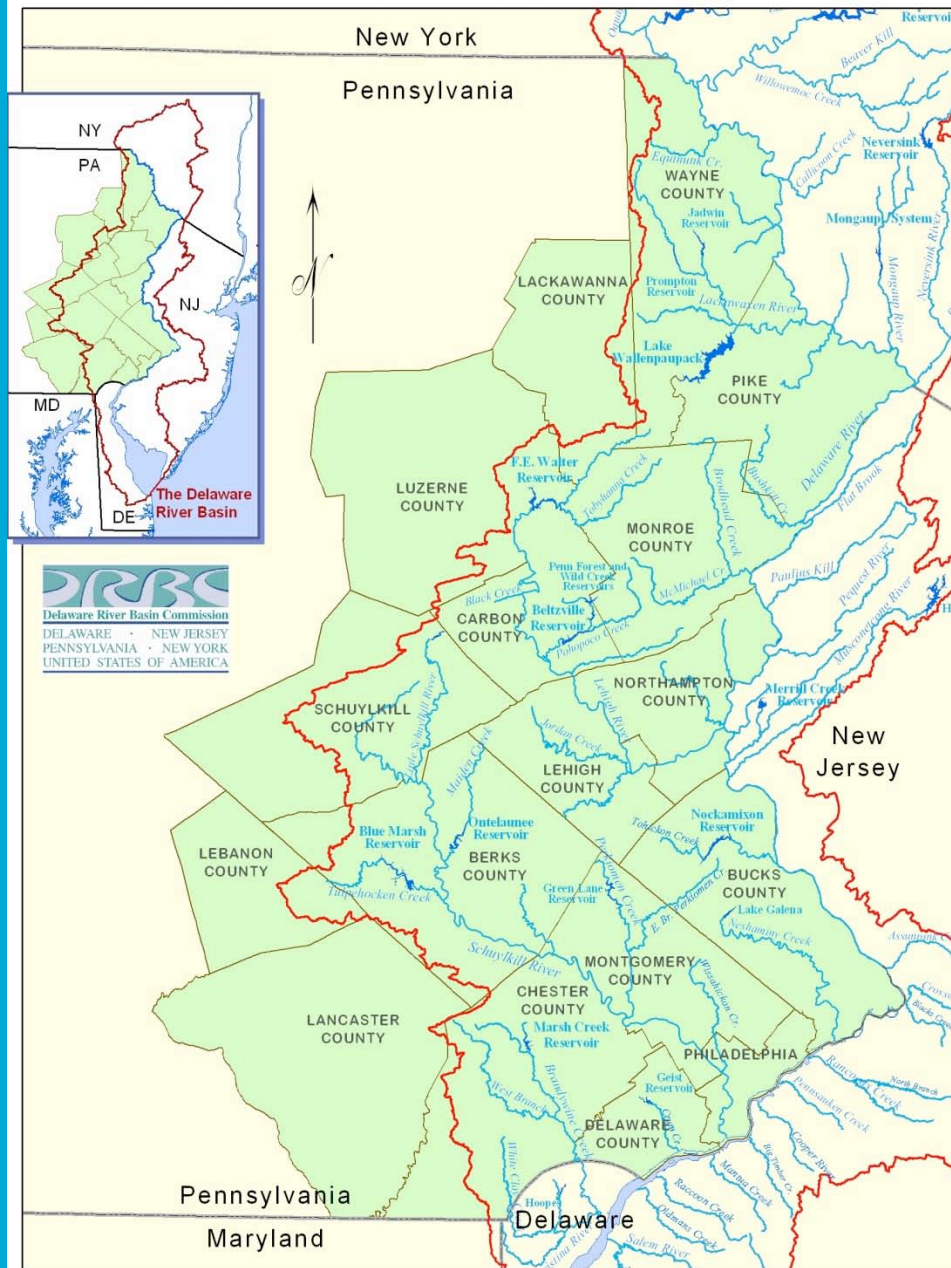 New York
Pennsylvania
Reservoir
Beaver Kill
Willowemoc Creek
Neversink
Reservoir
Callicoon Creek
Mongaup System
Mongaup River
Neversink River
Equinunk Cr.
WAYNE
COUNTY
Jadwin
Reservoir
Prompton
Reservoir
Lackawaxen River
LACKAWANNA
COUNTY
Lake
Wallenpaupack
PIKE
COUNTY
NY
PA
NJ
MD
DE
The Delaware
River Basin
Delaware River Basin Commission
DELAWARE • NEW JERSEY
PENNSYLVANIA • NEW YORK
UNITED STATES OF AMERICA
N
F.E. Walter
Reservoir
Tobyhanna Creek
Brodhead Creek
Bushkill Cr.
Delaware River
Flat Brook
LUZERNE
COUNTY
MONROE
COUNTY
Penn Forest and
Wild Creek
Reservoirs
McMichael Cr.
Paulins Kill
Pequest River
Musconetcong River
Black Creek
CARBON
COUNTY
Beltzville
Reservoir
Pohopoco Creek
NORTHAMPTON
COUNTY
Merrill Creek
Reservoir
Lehigh River
SCHUYLKILL
COUNTY
Little Schuylkill River
Maiden Creek
Jordan Creek
LEHIGH
COUNTY
New
Jersey
Nockamixon
Reservoir
Tohickon Creek
Ontelaunee
Reservoir
Blue Marsh
Reservoir
LEBANON
COUNTY
BERKS
COUNTY
Tulpehocken Creek
Green Lane
Reservoir
Perkiomen Creek
E. Br. Perkiomen Cr.
BUCKS
COUNTY
Lake Galena
Neshaminy Creek
Schuylkill River
MONTGOMERY
COUNTY
Wissahickon Cr.
CHESTER
COUNTY
Marsh Creek
Reservoir
LANCASTER
COUNTY
PHILADELPHIA
Geist
Reservoir
Brandywine Creek
West Branch
DELAWARE
COUNTY
Crum Cr.
Rancocas Creek
North Branch
Pennsauken Creek
Cooper River
Big Timber Cr.
Mantua Creek
Raccoon Creek
Oldmans Creek
Salem River
Hoopes
Delaware
Pennsylvania
Maryland